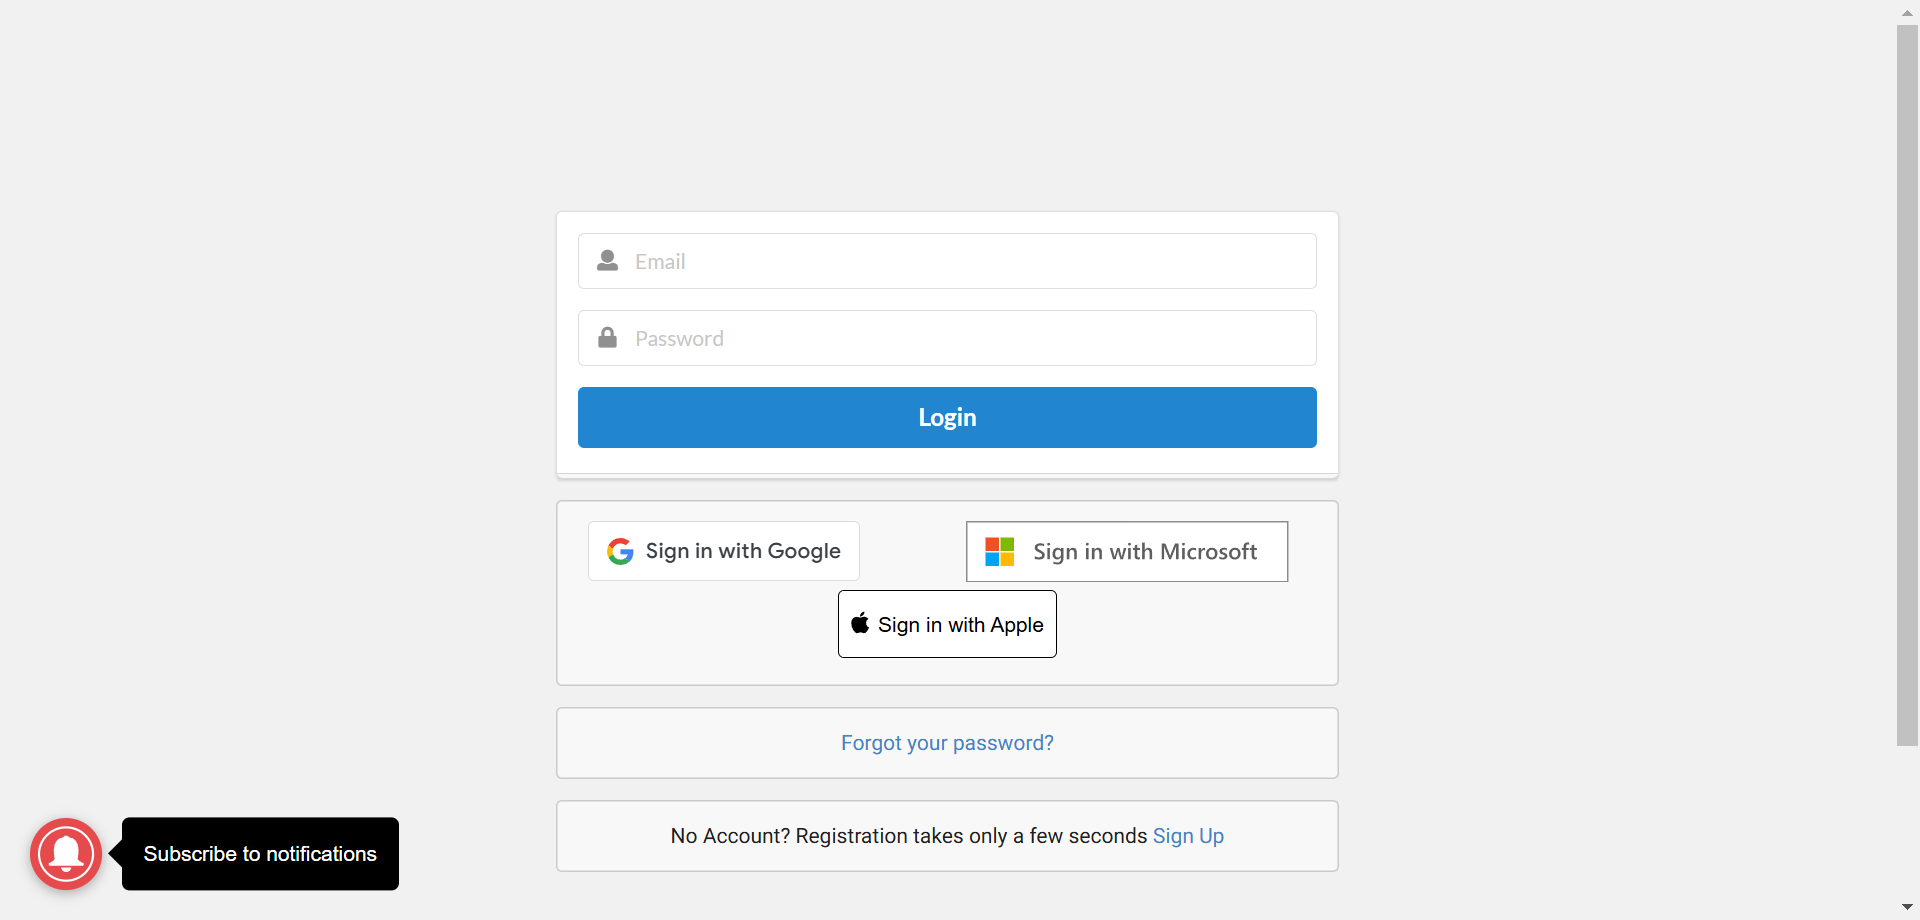 Email
Password
Login
Sign in with Google
Sign in with Microsoft
Sign in with Apple
Forgot your password?
No Account? Registration takes only a few seconds Sign Up
Subscribe to notifications